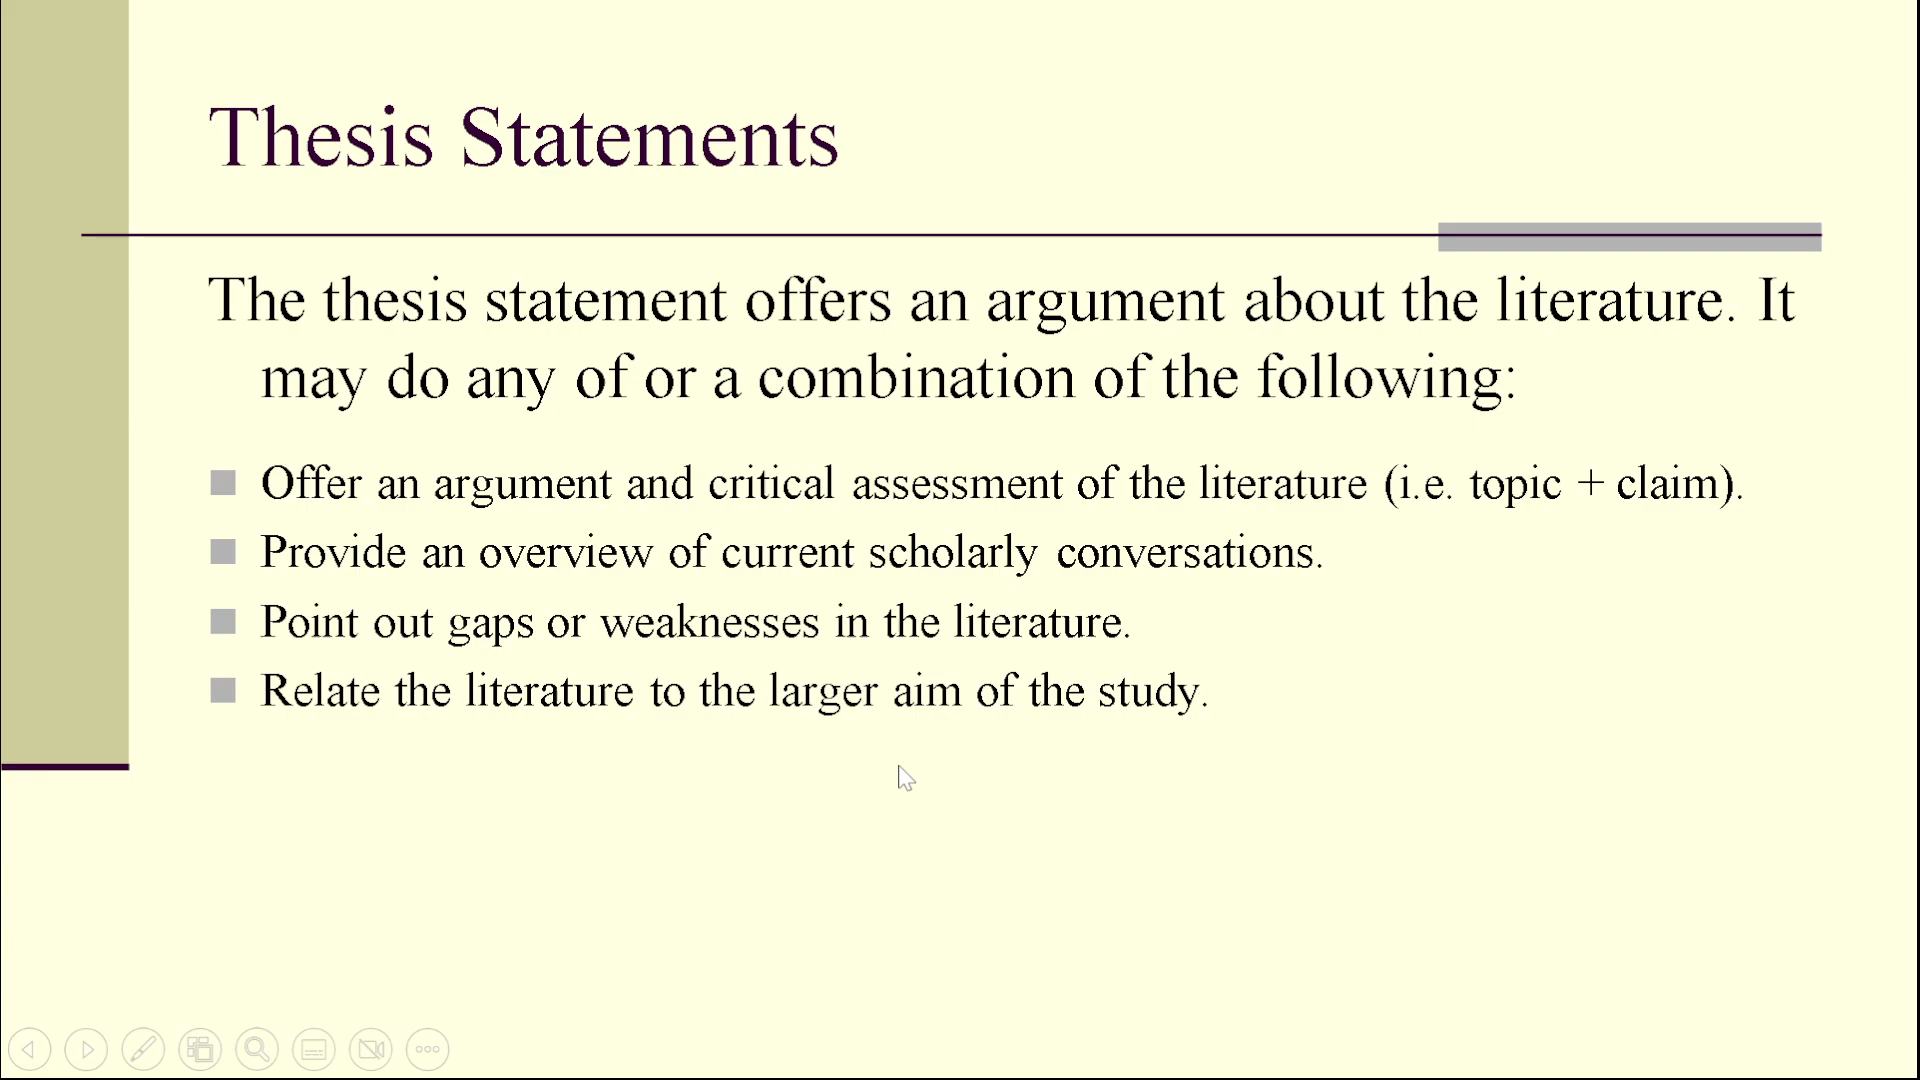 Thesis Statements
The thesis statement offers an argument about the literature. It
may do any of or a combination of the following:
Offer an argument and critical assessment of the literature (i.e. topic + claim).
Provide an overview of current scholarly conversations.
Point out gaps or weaknesses in the literature.
Relate the literature to the larger aim of the study.